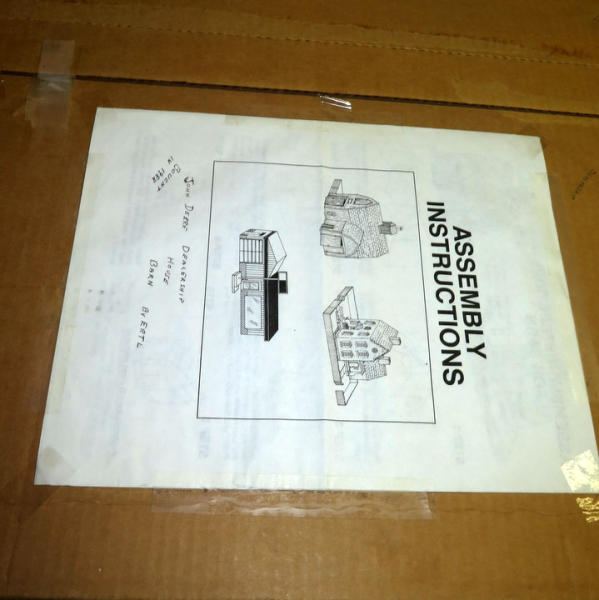 ASSEMBLY
INSTRUCTIONS
JOHN DEERE DEALERSHIP
HOUSE
BARN BY ERTL
BOUGHT
IN 1988